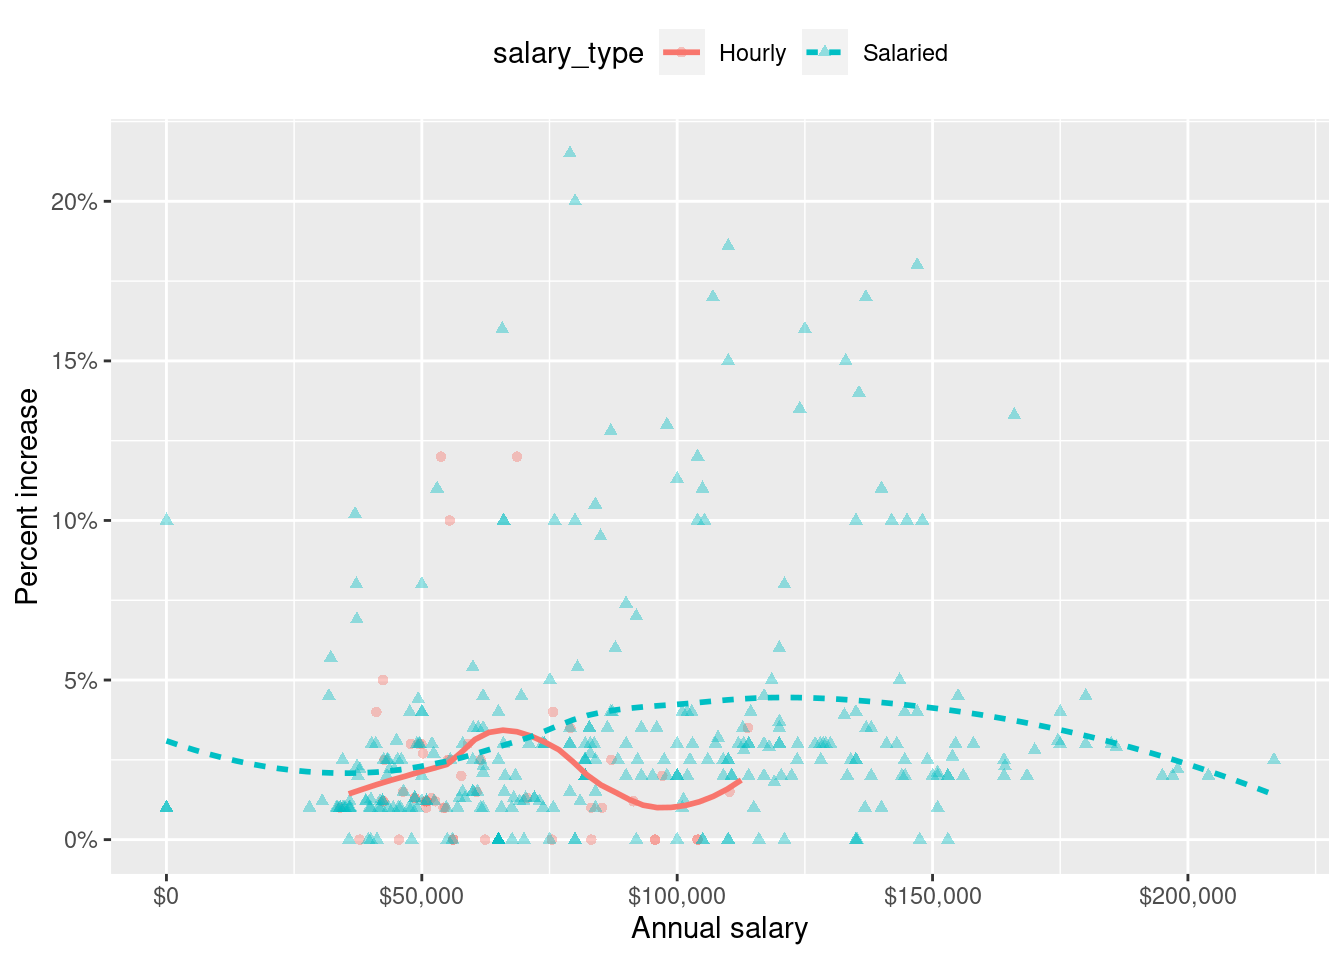 salary_type Hourly Salaried
20%
15%
10%
5%
0%
Percent increase
$0 $50,000 $100,000 $150,000 $200,000
Annual salary